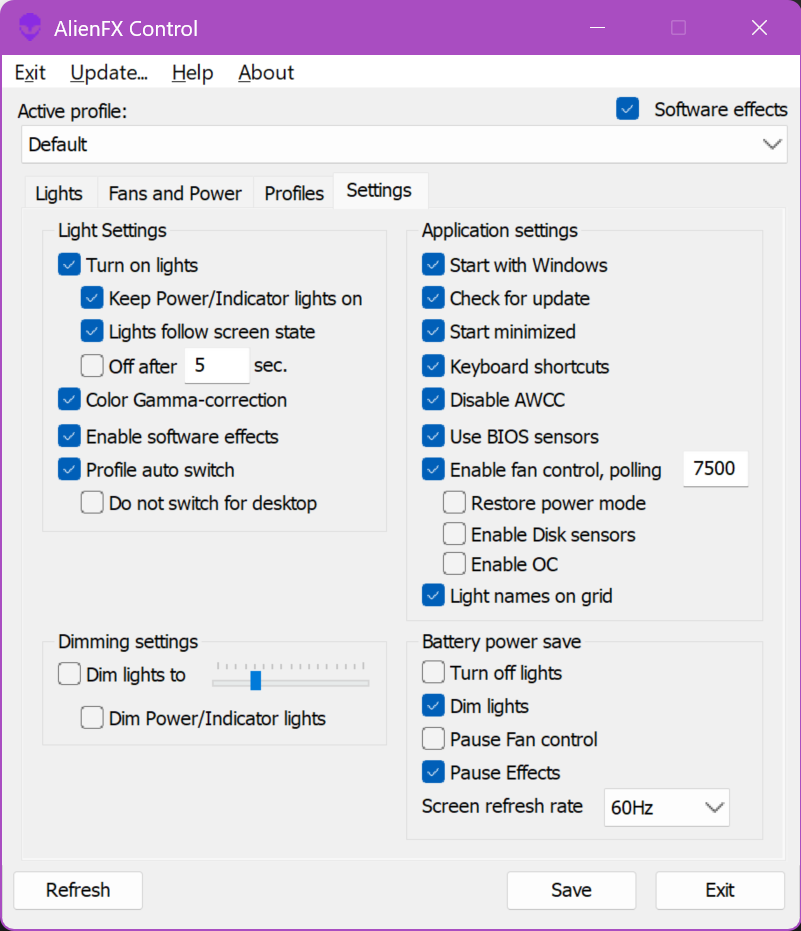 AlienFX Control
Exit Update... Help About
Active profile:
Software effects
Default
Lights Fans and Power Profiles Settings
Light Settings
Turn on lights
Keep Power/Indicator lights on
Lights follow screen state
Off after 5 sec.
Color Gamma-correction
Enable software effects
Profile auto switch
Do not switch for desktop
Application settings
Start with Windows
Check for update
Start minimized
Keyboard shortcuts
Disable AWCC
Use BIOS sensors
Enable fan control, polling 7500
Restore power mode
Enable Disk sensors
Enable OC
Light names on grid
Dimming settings
Dim lights to
Dim Power/Indicator lights
Battery power save
Turn off lights
Dim lights
Pause Fan control
Pause Effects
Screen refresh rate 60Hz
Refresh Save Exit